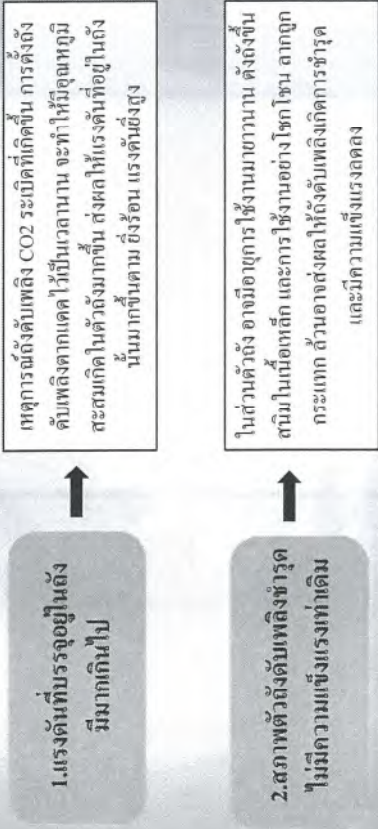 1.แรงดันที่บรรจุอยู่ในถัง
มีมากเกินไป
เหตุการณ์ถังดับเพลิง CO2 ระเบิดที่เกิดขึ้น การตั้งถัง
ดับเพลิงตากแดด ไว้เป็นเวลานาน จะทำให้มีอุณหภูมิ
สะสมเกิดในตัวถังมากขึ้น ส่งผลให้แรงดันที่อยู่ในถัง
นั้นมากขึ้นตาม ยิ่งร้อน แรงดันยิ่งสูง
2.สภาพตัวถังดับเพลิงชำรุด
ไม่มีความแข็งแรงเท่าเดิม
ในส่วนตัวถัง อาจมีอายุการใช้งานมายาวนาน ดังถังขึ้น
สนิมในเนื้อเหล็ก และการใช้งานอย่างโชกโชน ลากถูก
กระแทก ล้วนอาจส่งผลให้ถังดับเพลิงเกิดการชำรุด
และมีความแข็งแรงลดลง